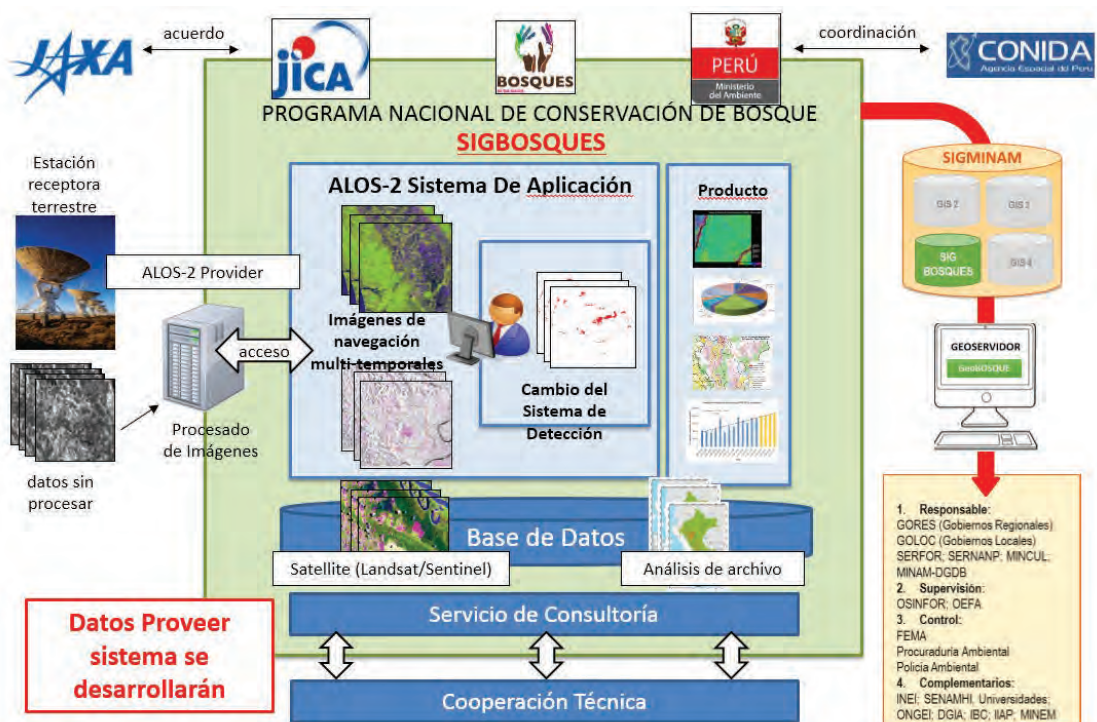 JAXA
acuerdo
jica
BOSQUES
PERÚ
Ministerio
del Ambiente
coordinación
CONIDA
Agencia Espacial del Perú
PROGRAMA NACIONAL DE CONSERVACIÓN DE BOSQUE
SIGBOSQUES
Estación
receptora
terrestre
ALOS-2 Provider
acceso
Procesado
de Imágenes
datos sin
procesar
ALOS-2 Sistema De Aplicación
Imágenes de
navegación
multi-temporales
Cambio del
Sistema de
Detección
Producto
Base de Datos
Satellite (Landsat/Sentinel)
Análisis de archivo
Servicio de Consultoría
Cooperación Técnica
Datos Proveer
sistema se
desarrollarán
SIGMINAM
GIS 2
GIS 3
SIG
BOSQUES
GIS 4
GEOSERVIDOR
GeoBOSQUE
1. Responsable:
GORES (Gobiernos Regionales)
GOLOC (Gobiernos Locales)
SERFOR; SERNANP; MINCUL;
MINAM-DGDB
2. Supervisión:
OSINFOR; OEFA
3. Control:
FEMA
Procuraduría Ambiental
Policía Ambiental
4. Complementarios:
INEI; SENAMHI, Universidades;
ONGEI; DGIA; IBC; IIAP; MINEM